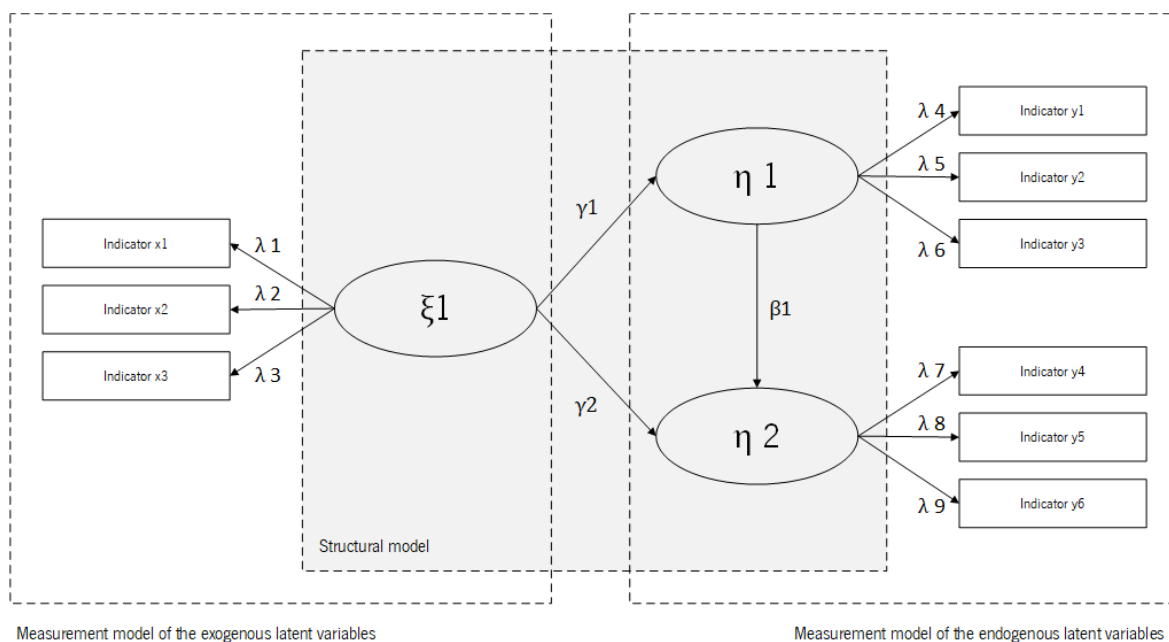 Indicator x1
Indicator x2
Indicator x3
λ 1
λ 2
λ 3
ξ1
γ1
γ2
η 1
β1
η 2
λ 4
λ 5
λ 6
λ 7
λ 8
λ 9
Indicator y1
Indicator y2
Indicator y3
Indicator y4
Indicator y5
Indicator y6
Structural model
Measurement model of the exogenous latent variables
Measurement model of the endogenous latent variables